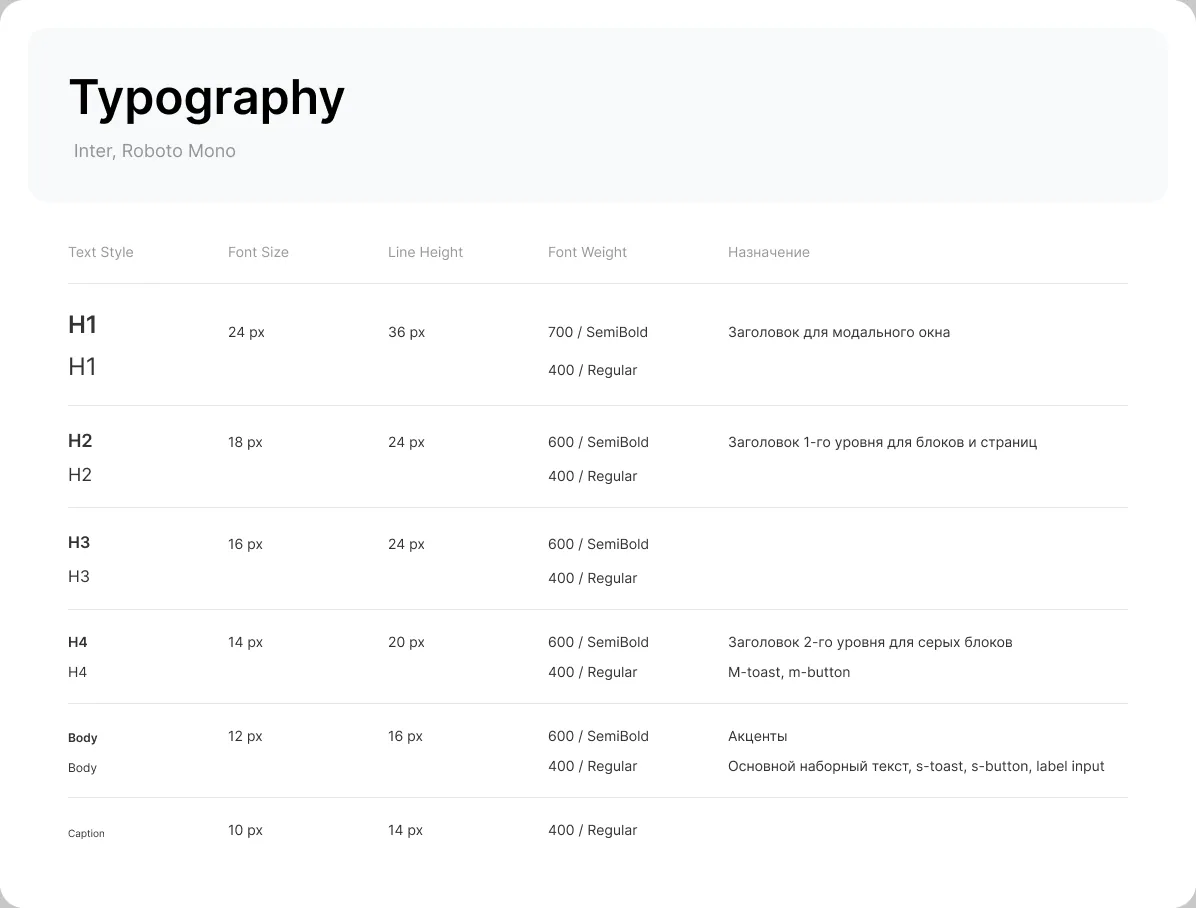 Typography
Inter, Roboto Mono
Text Style Font Size Line Height Font Weight Назначение
H1 24 px 36 px 700 / SemiBold Заголовок для модального окна
H1 400 / Regular
H2 18 px 24 px 600 / SemiBold Заголовок 1-го уровня для блоков и страниц
H2 400 / Regular
H3 16 px 24 px 600 / SemiBold
H3 400 / Regular
H4 14 px 20 px 600 / SemiBold Заголовок 2-го уровня для серых блоков
H4 400 / Regular M-toast, m-button
Body 12 px 16 px 600 / SemiBold Акценты
Body 400 / Regular Основной наборный текст, s-toast, s-button, label input
Caption 10 px 14 px 400 / Regular